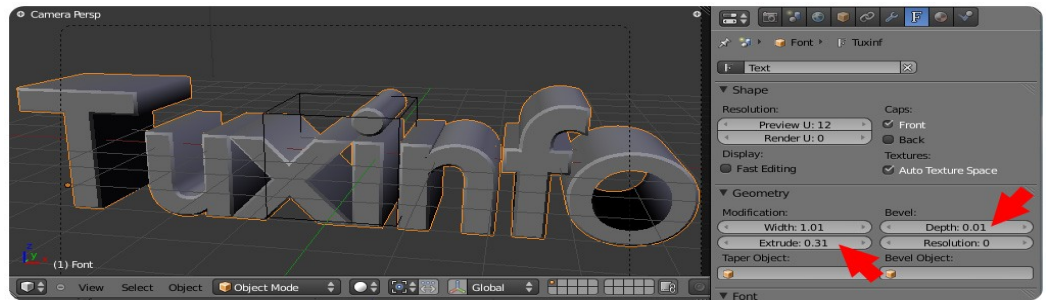 Camera Persp
Tuxinfo
z
y
(1) Font
View Select Object Object Mode Global
F
Font Tuxinf
F Text
Shape
Resolution: Caps:
Preview U: 12 Front
Render U: 0 Back
Display: Textures:
Fast Editing Auto Texture Space
Geometry
Modification: Bevel:
Width: 1.01 Depth: 0.01
Extrude: 0.31 Resolution: 0
Taper Object: Bevel Object:
Font